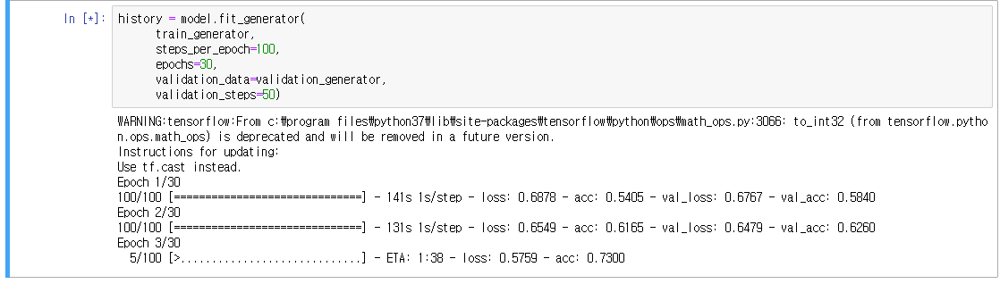 In [*]: history = model.fit_generator(
train_generator,
steps_per_epoch=100,
epochs=30,
validation_data=validation_generator,
validation_steps=50)
WARNING:tensorflow:From c:₩program files₩python37₩lib₩site-packages₩tensorflow₩python₩ops₩math_ops.py:3066: to_int32 (from tensorflow.pytho
n.ops.math_ops) is deprecated and will be removed in a future version.
Instructions for updating:
Use tf.cast instead.
Epoch 1/30
100/100 [==============================] - 141s 1s/step - loss: 0.6878 - acc: 0.5405 - val_loss: 0.6767 - val_acc: 0.5840
Epoch 2/30
100/100 [==============================] - 131s 1s/step - loss: 0.6549 - acc: 0.6165 - val_loss: 0.6479 - val_acc: 0.6260
Epoch 3/30
5/100 [>.............................] - ETA: 1:38 - loss: 0.5759 - acc: 0.7300